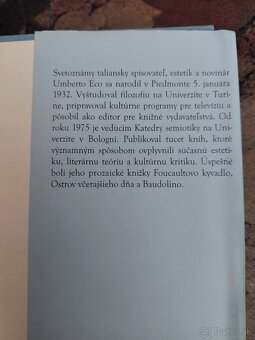 Svetoznámy taliansky spisovateľ, estetik a novinár
Umberto Eco sa narodil v Piedmonte 5. januára
1932. Vyštudoval filozofiu na Univerzite v Turí-
ne, pripravoval kultúrne programy pre televíziu a
pôsobil ako editor pre knižné vydavateľstvá. Od
roku 1975 je vedúcim Katedry semiotiky na Uni-
verzite v Bologni. Publikoval tucet kníh, ktoré
významným spôsobom ovplyvnili súčasnú esteti-
ku, literárnu teóriu a kultúrnu kritiku. Úspešné
boli jeho prozaické knižky Foucaultovo kyvadlo,
Ostrov včerajšieho dňa a Baudolino.